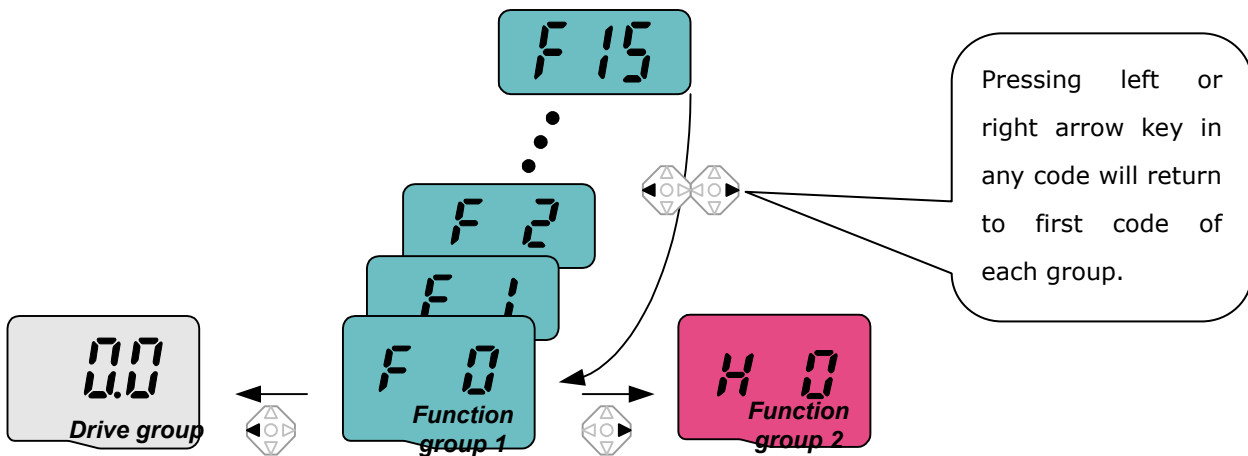 F 15
Pressing left or
right arrow key in
any code will return
to first code of
each group.
F 2
F 1
F 0
0.0
H 0
Drive group
Function
group 1
Function
group 2